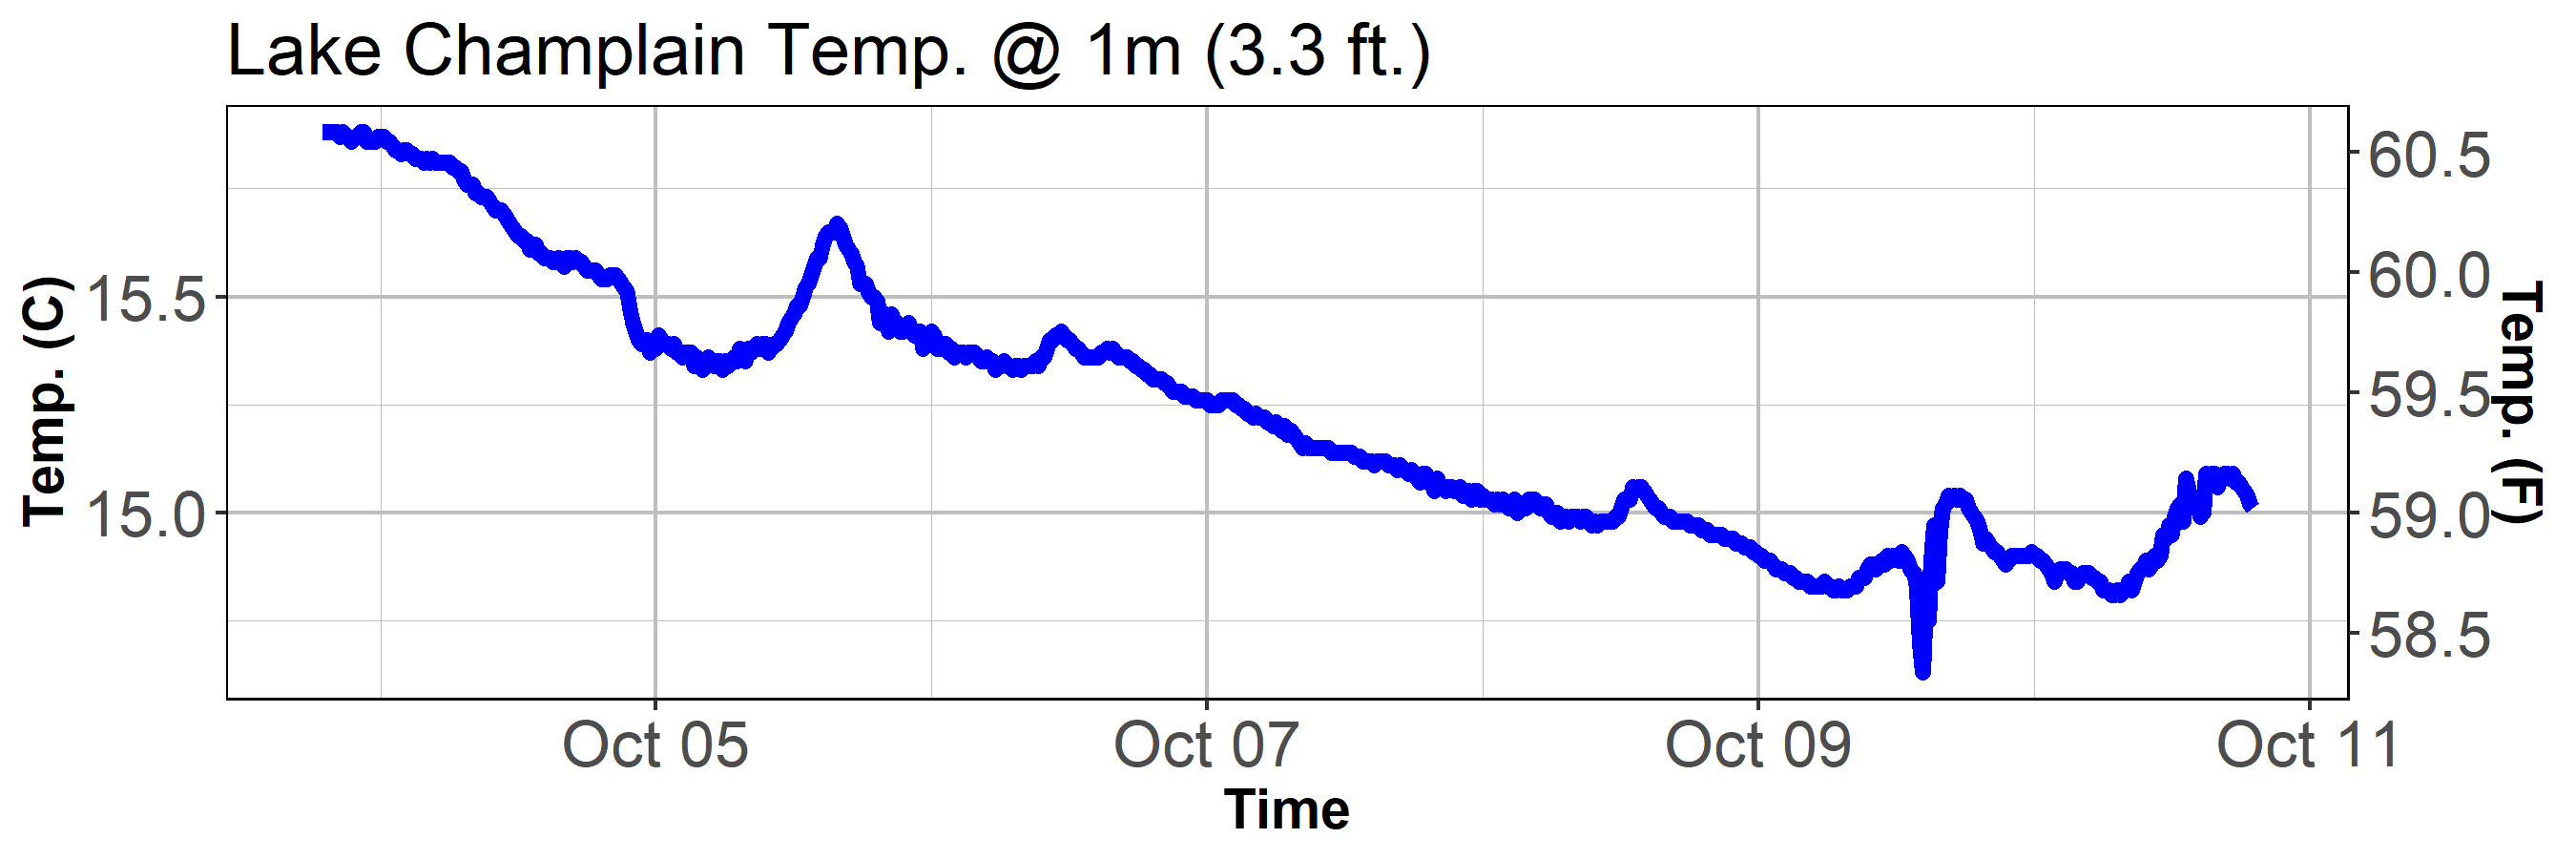 Lake Champlain Temp. @ 1m (3.3 ft.)
Temp. (C)
15.5
15.0
60.5
60.0
59.5
59.0
58.5
Temp. (F)
Oct 05 Oct 07 Oct 09 Oct 11
Time